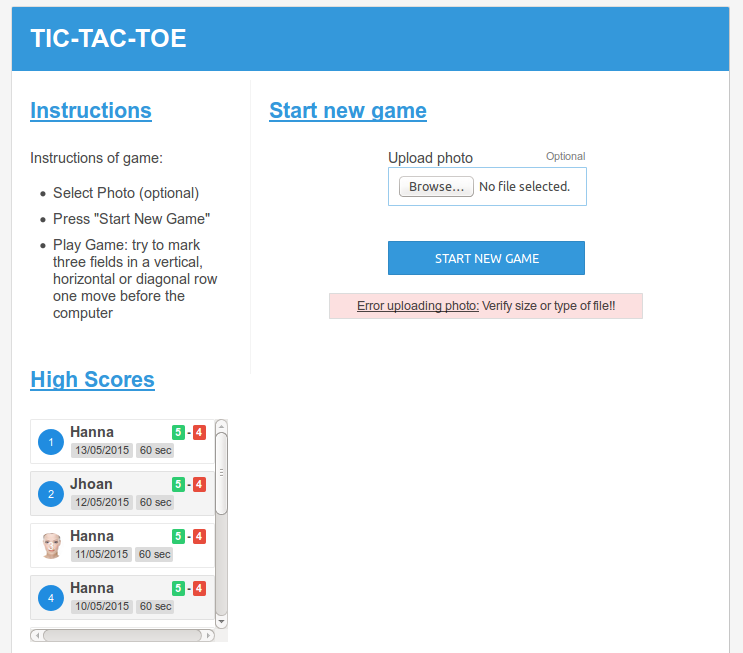 TIC-TAC-TOE
Instructions
Instructions of game:
Select Photo (optional)
Press "Start New Game"
Play Game: try to mark
three fields in a vertical,
horizontal or diagonal row
one move before the
computer
Start new game
Upload photo Optional
Browse... No file selected.
START NEW GAME
Error uploading photo: Verify size or type of file!!
High Scores
1 Hanna 5 - 4
13/05/2015 60 sec
2 Jhoan 5 - 4
12/05/2015 60 sec
Hanna 5 - 4
11/05/2015 60 sec
4 Hanna 5 - 4
10/05/2015 60 sec